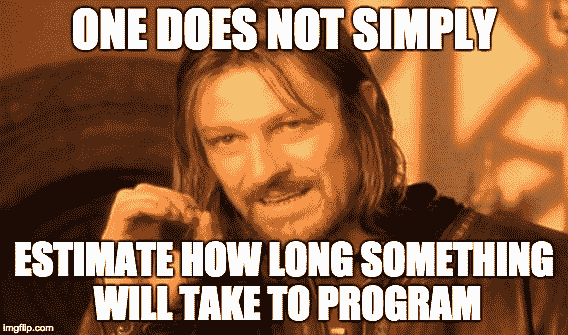 ONE DOES NOT SIMPLY
ESTIMATE HOW LONG SOMETHING
WILL TAKE TO PROGRAM
imgflip.com